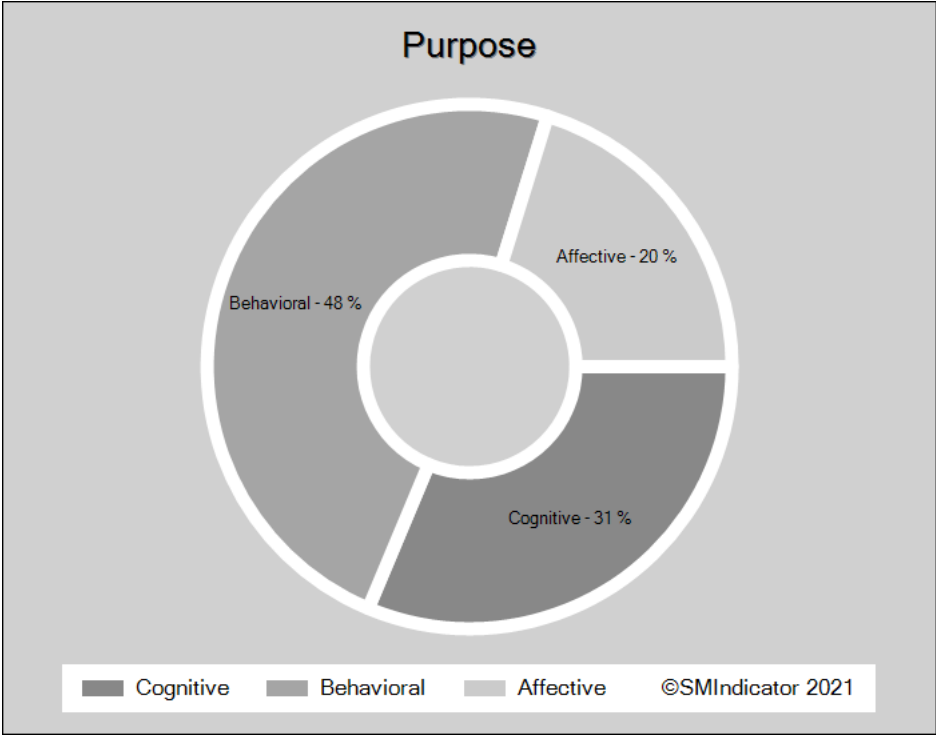 Purpose
Affective - 20 %
Behavioral - 48 %
Cognitive - 31 %
Cognitive Behavioral Affective ©SMIndicator 2021